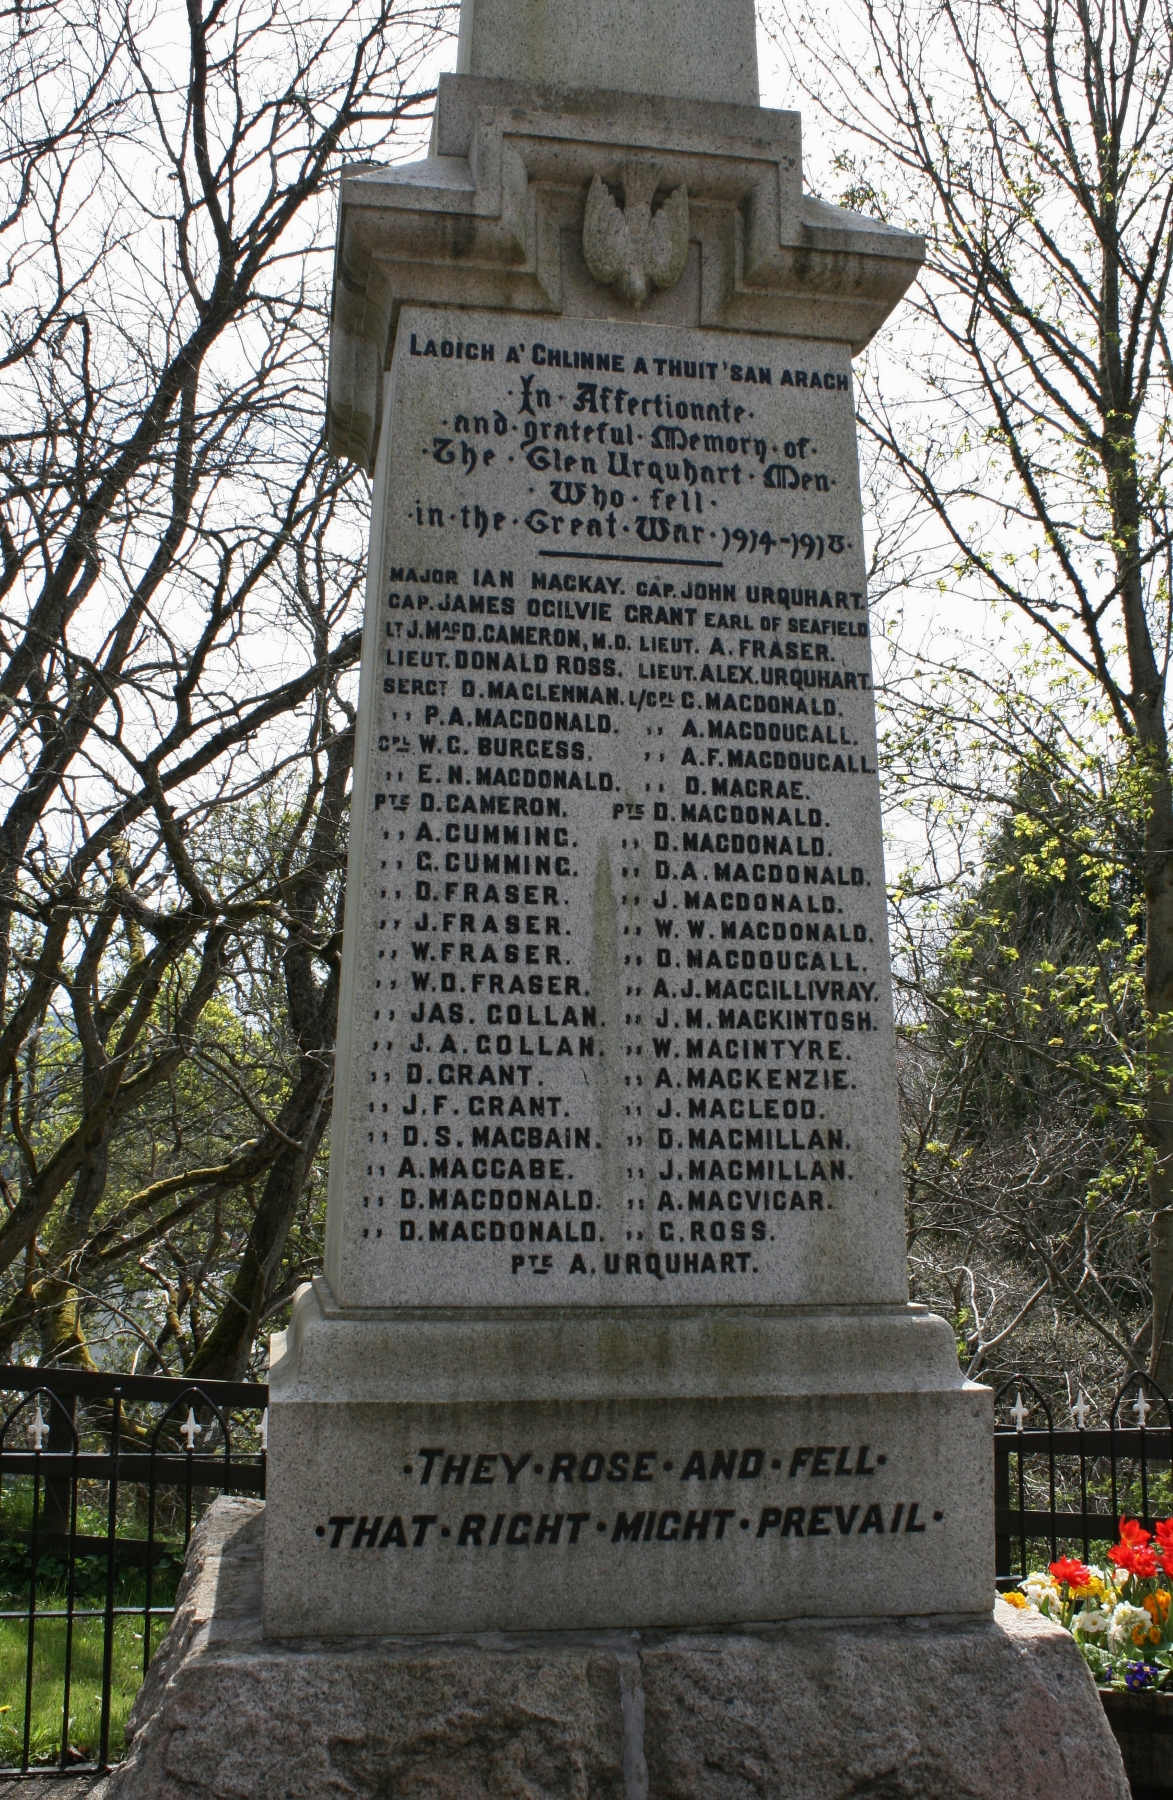 LAOICH A' CHLINNE A THUIT 'SAN ARACH
·In· Affectionate·
·and·grateful·Memory·of·
·The·Glen Urquhart·Men·
·Who·fell·
·in·the·Great·War·1914-1918·
MAJOR IAN MACKAY. CAP. JOHN URQUHART.
CAP. JAMES OGILVIE GRANT EARL OF SEAFIELD
LT J. MACD. CAMERON, M.D. LIEUT. A. FRASER.
LIEUT. DONALD ROSS. LIEUT. ALEX. URQUHART.
SERGT D. MACLENNAN. L/CPL G. MACDONALD.
,, P.A. MACDONALD. ,, A. MACDOUGALL.
CPL W.G. BURGESS. ,, A.F. MACDOUGALL.
,, E.N. MACDONALD. ,, D. MACRAE.
PTE D. CAMERON. PTE D. MACDONALD.
,, A. CUMMING. ,, D. MACDONALD.
,, G. CUMMING. ,, D.A. MACDONALD.
,, D. FRASER. ,, J. MACDONALD.
,, J. FRASER. ,, W.W. MACDONALD.
,, W. FRASER. ,, D. MACDOUGALL.
,, W.D. FRASER. ,, A.J. MACGILLIVRAY.
,, JAS. GOLLAN. ,, J.M. MACKINTOSH.
,, J.A. GOLLAN. ,, W. MACINTYRE.
,, D. GRANT. ,, A. MACKENZIE.
,, J.F. GRANT. ,, J. MACLEOD.
,, D.S. MACBAIN. ,, D. MACMILLAN.
,, A. MACCABE. ,, J. MACMILLAN.
,, D. MACDONALD. ,, A. MACVICAR.
,, D. MACDONALD. ,, G. ROSS.
PTE A. URQUHART.
·THEY·ROSE·AND·FELL·
·THAT·RIGHT·MIGHT·PREVAIL·